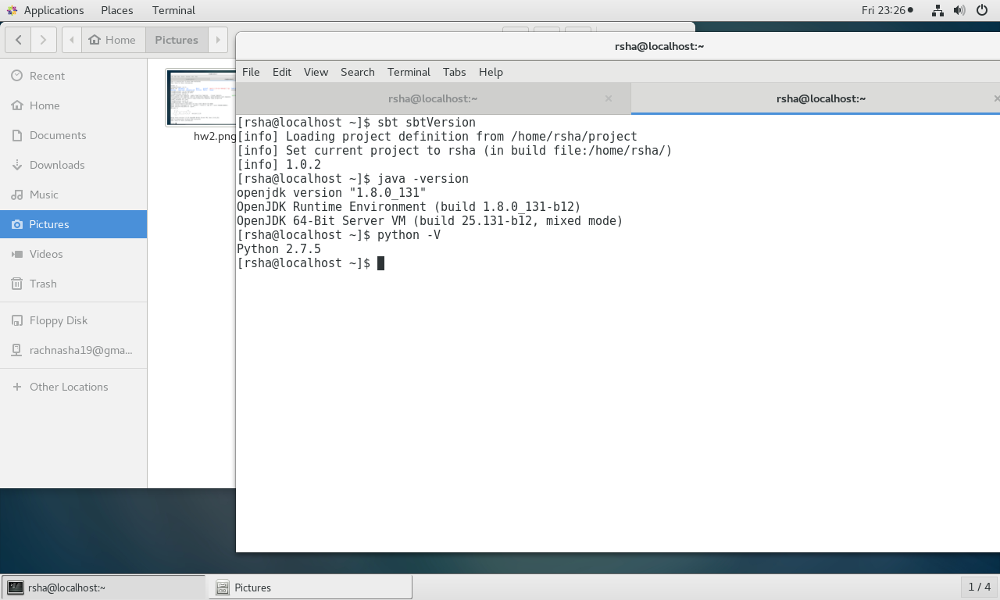 Applications Places Terminal Fri 23:26
Home Pictures
rsha@localhost:~
File Edit View Search Terminal Tabs Help
rsha@localhost:~ rsha@localhost:~
Recent
Home
Documents
Downloads
Music
Pictures
Videos
Trash
Floppy Disk
rachnasha19@gma...
Other Locations
hw2.png
[rsha@localhost ~]$ sbt sbtVersion
[info] Loading project definition from /home/rsha/project
[info] Set current project to rsha (in build file:/home/rsha/)
[info] 1.0.2
[rsha@localhost ~]$ java -version
openjdk version "1.8.0_131"
OpenJDK Runtime Environment (build 1.8.0_131-b12)
OpenJDK 64-Bit Server VM (build 25.131-b12, mixed mode)
[rsha@localhost ~]$ python -V
Python 2.7.5
[rsha@localhost ~]$
rsha@localhost:~ Pictures 1 / 4